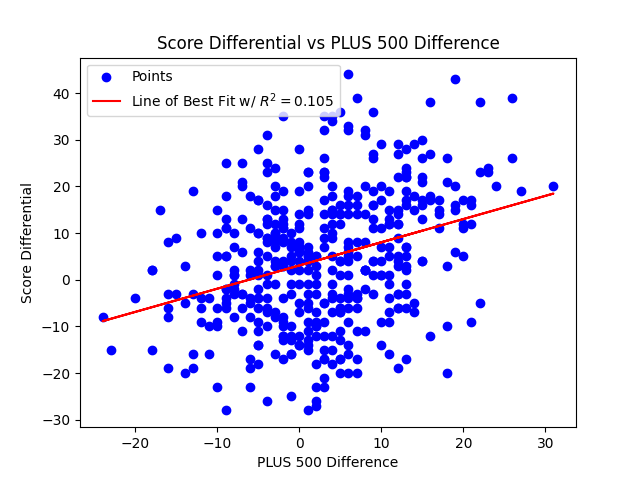 Score Differential vs PLUS 500 Difference
Points
Line of Best Fit w/ R² = 0.105
40
30
20
10
0
−10
−20
−30
Score Differential
−20
−10
0
10
20
30
PLUS 500 Difference